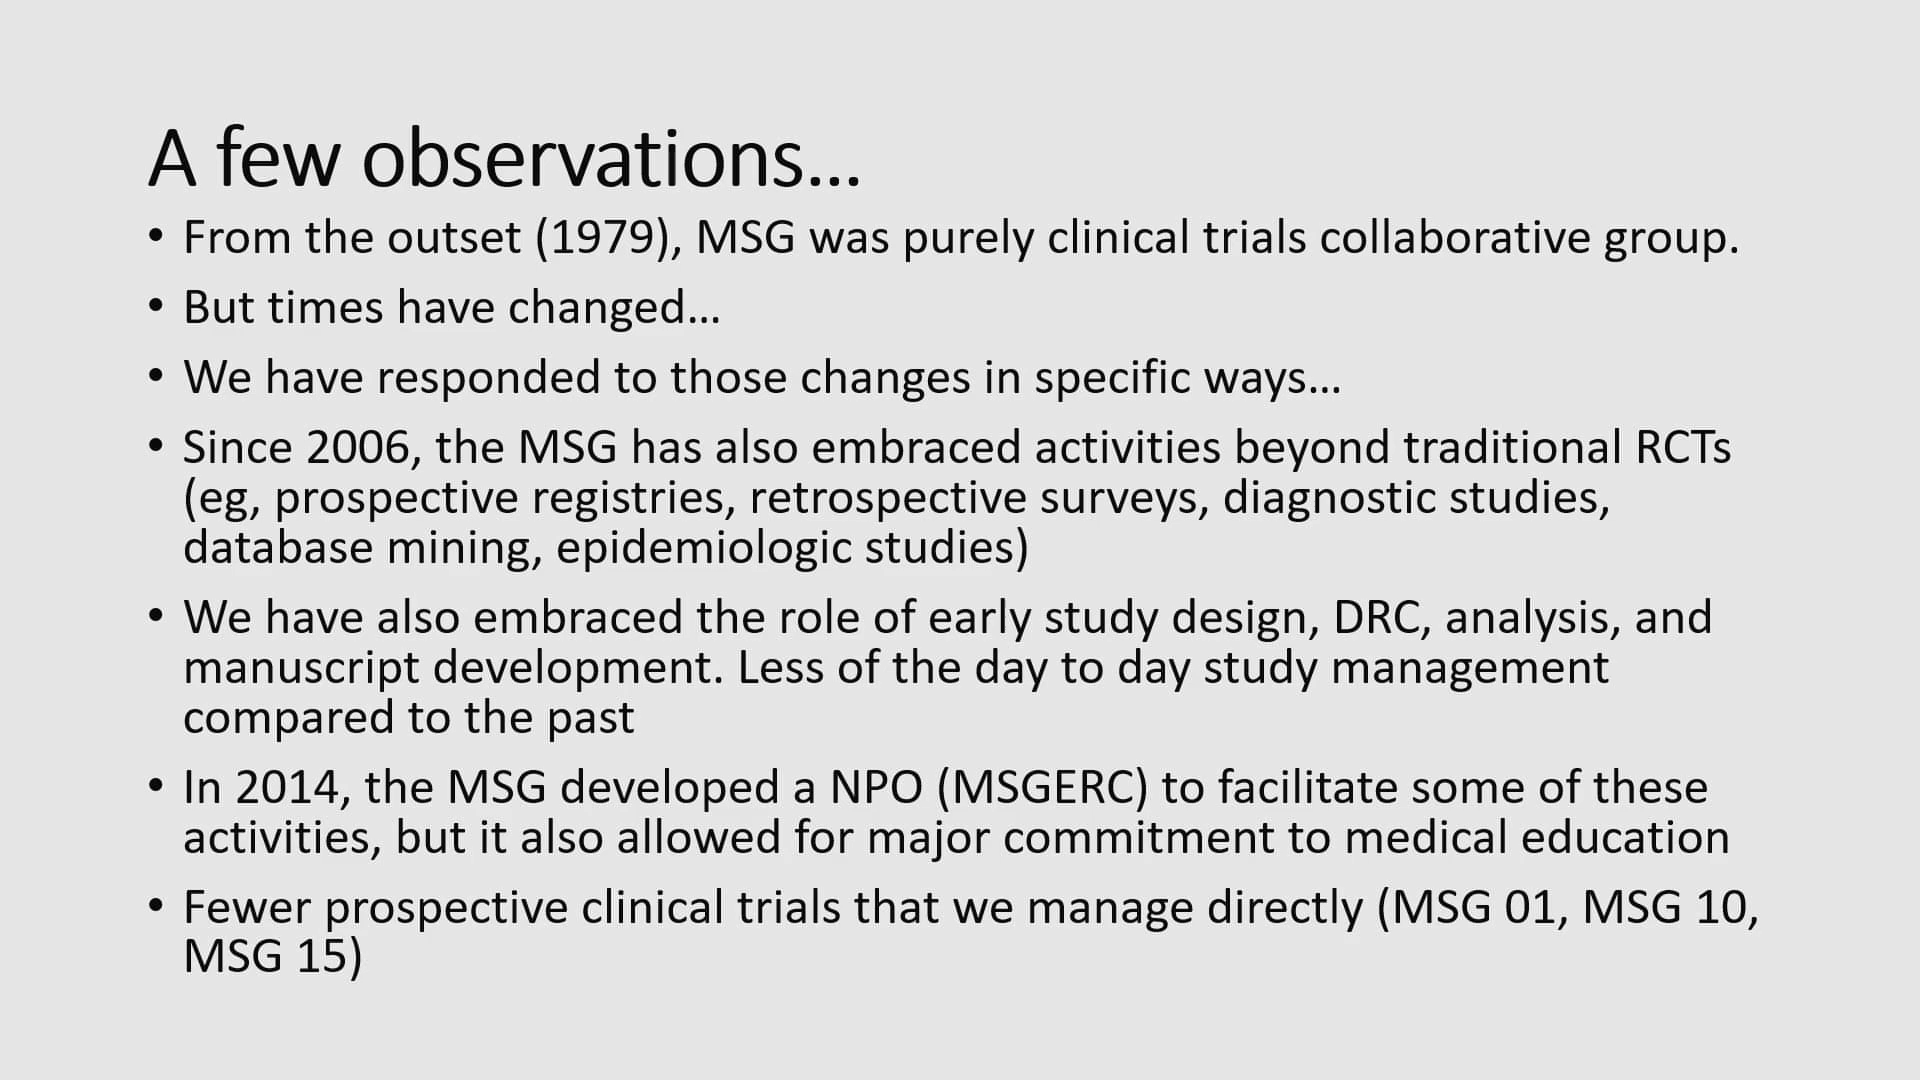 A few observations...
• From the outset (1979), MSG was purely clinical trials collaborative group.
• But times have changed...
• We have responded to those changes in specific ways...
• Since 2006, the MSG has also embraced activities beyond traditional RCTs
(eg, prospective registries, retrospective surveys, diagnostic studies,
database mining, epidemiologic studies)
• We have also embraced the role of early study design, DRC, analysis, and
manuscript development. Less of the day to day study management
compared to the past
• In 2014, the MSG developed a NPO (MSGERC) to facilitate some of these
activities, but it also allowed for major commitment to medical education
• Fewer prospective clinical trials that we manage directly (MSG 01, MSG 10,
MSG 15)